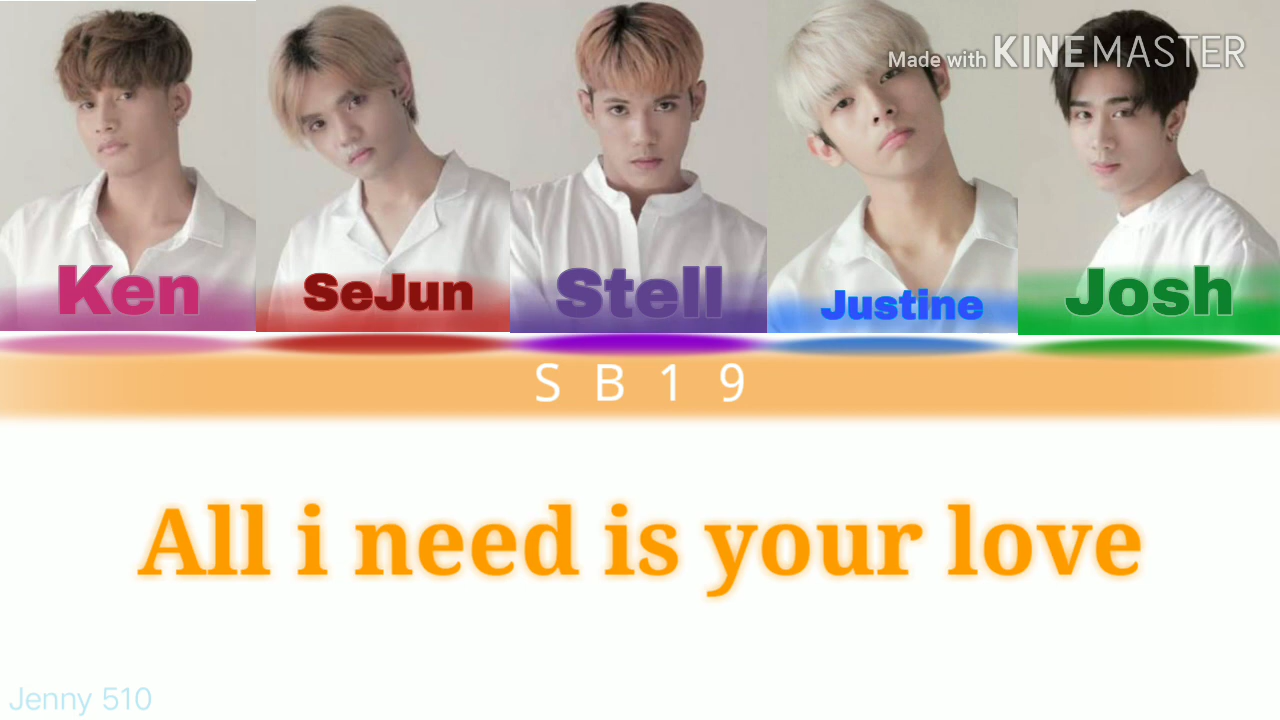 Made with KINEMASTER
Ken
SeJun
Stell
Justine
Josh
S B 1 9
All i need is your love
Jenny 510